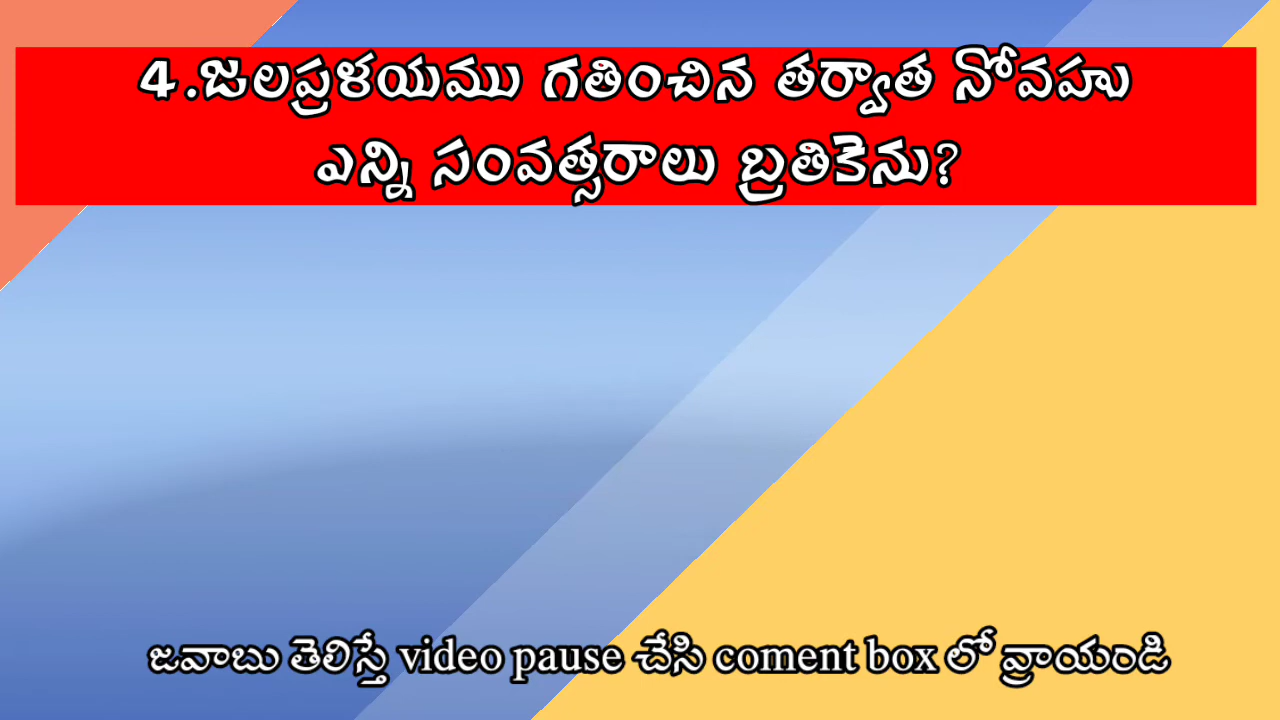 4.జలప్రళయము గతించిన తర్వాత నోవహు
ఎన్ని సంవత్సరాలు బ్రతికెను?
జవాబు తెలిస్తే video pause చేసి coment box లో వ్రాయండి